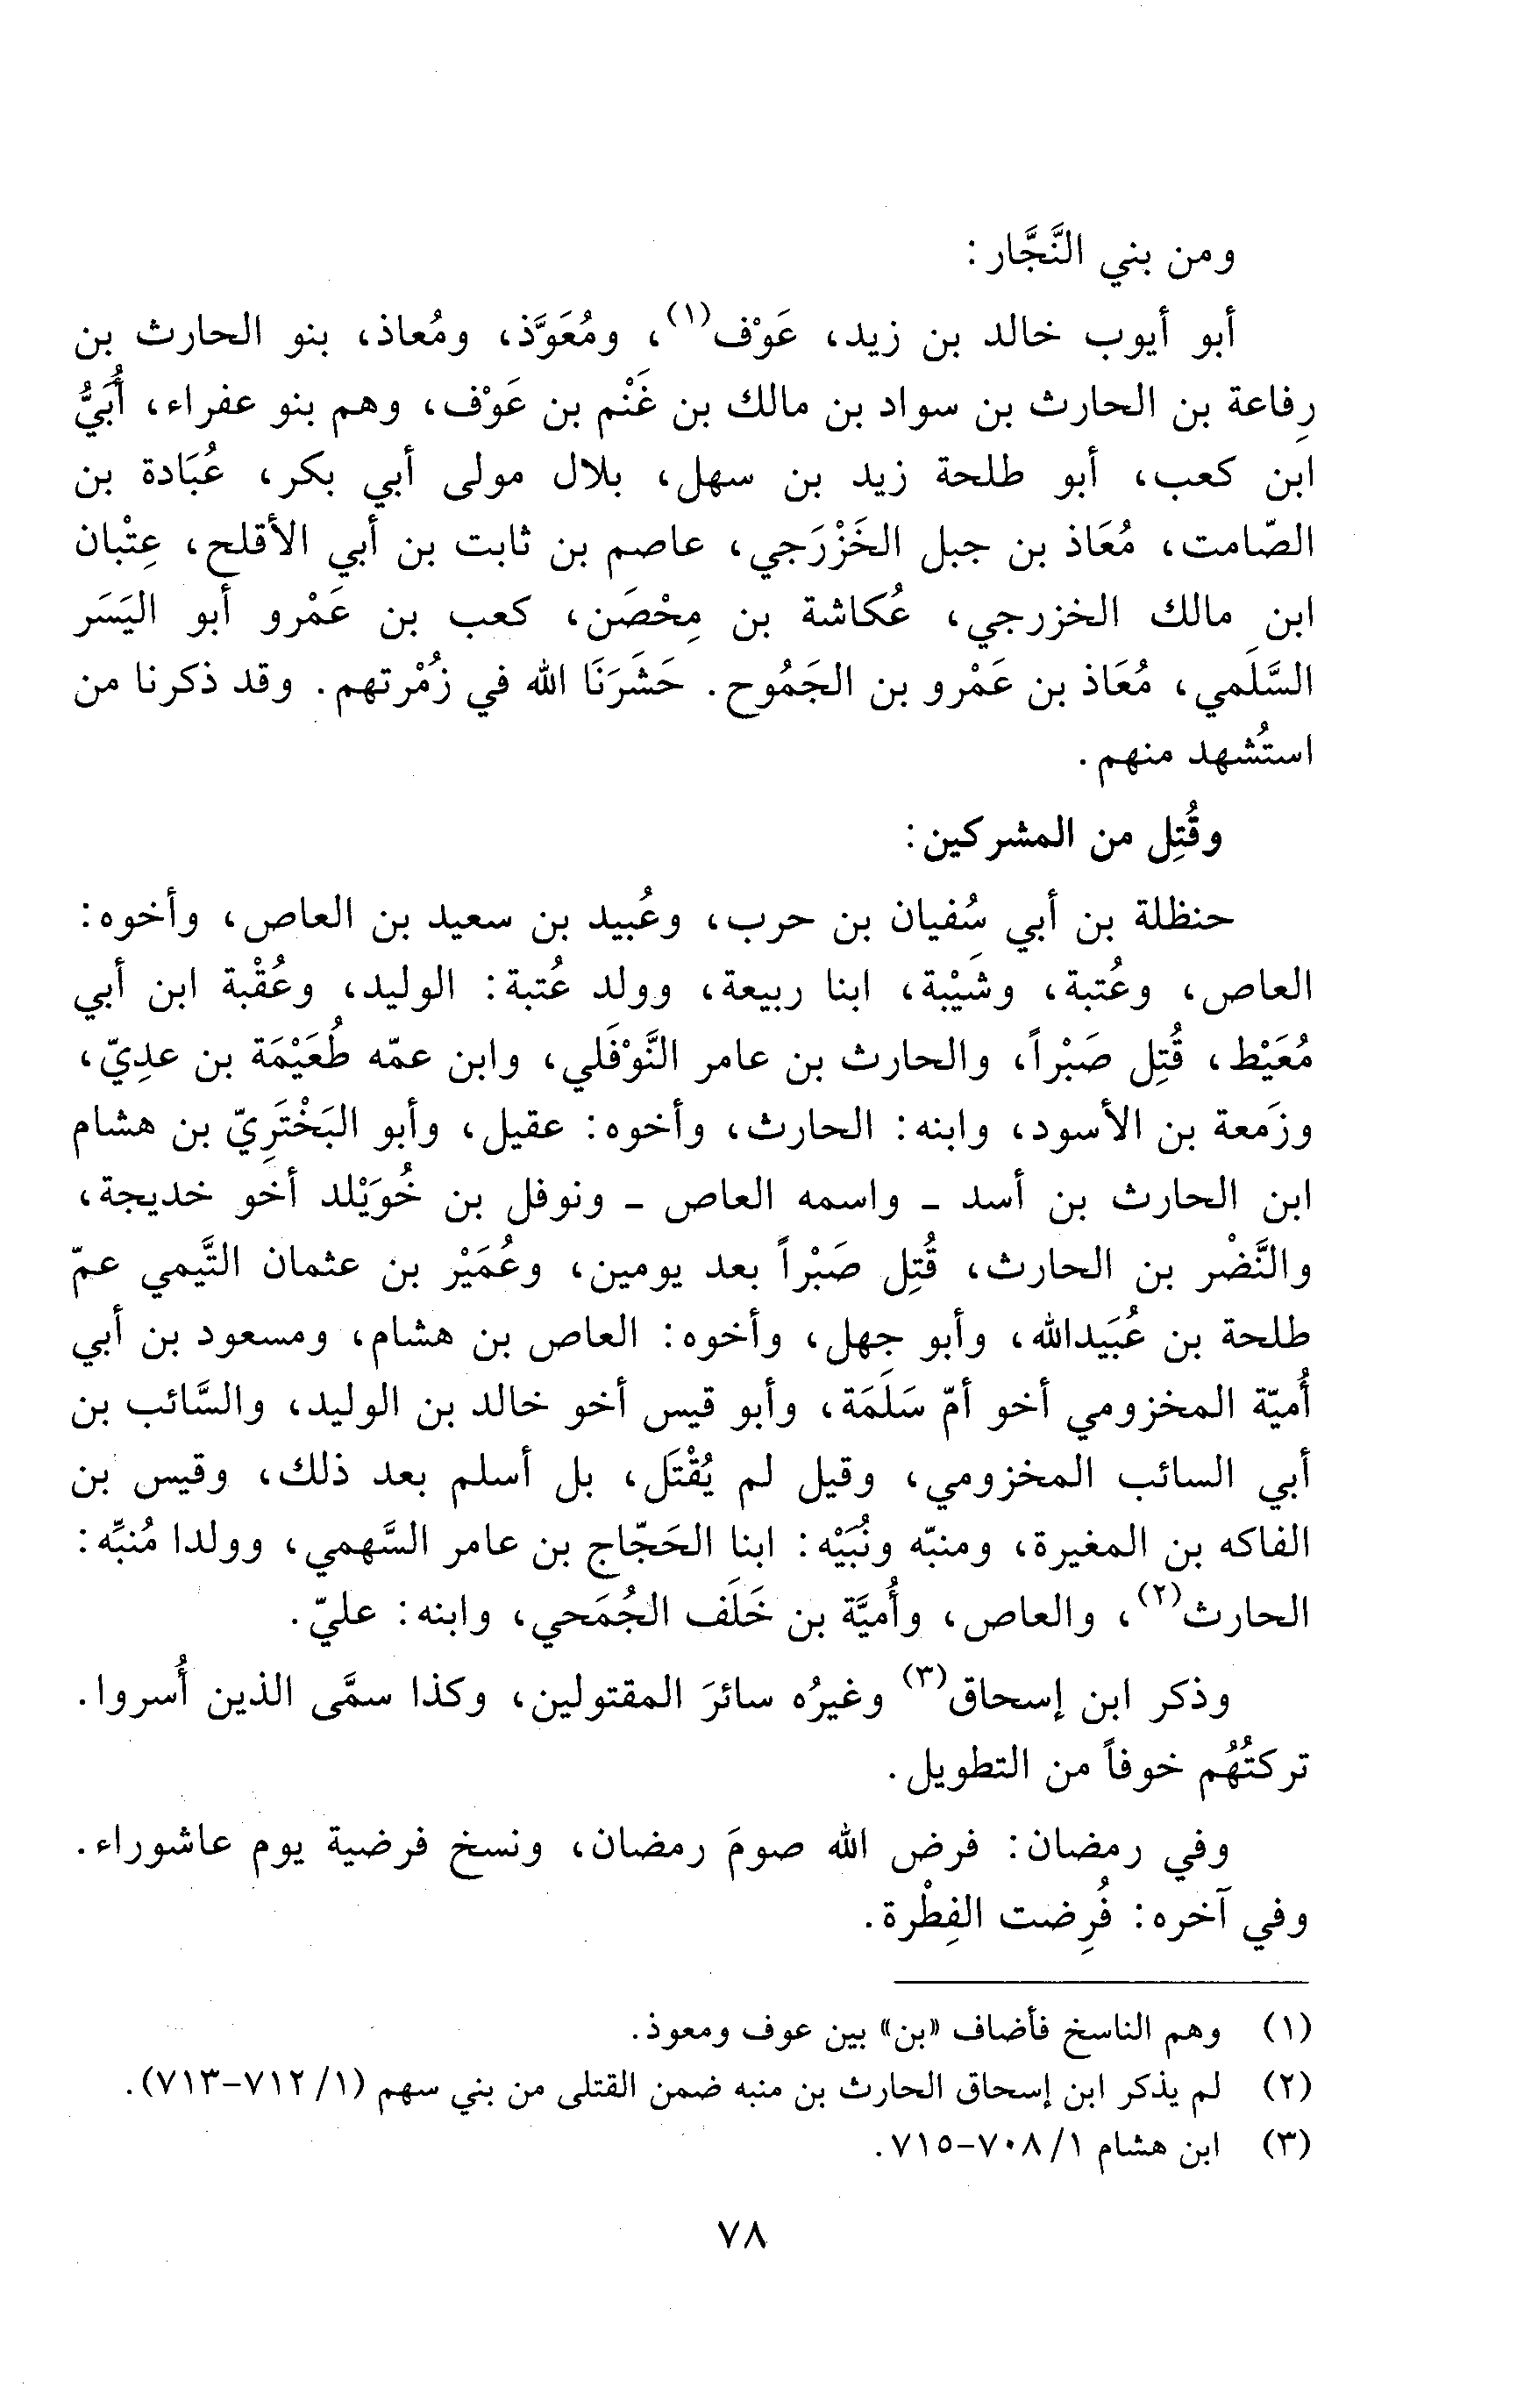 ومن بني النَّجَّار:
أبو أيوب خالد بن زيد، عَوْف(١)، ومُعَوَّذ، ومُعاذ، بنو الحارث بن
رِفاعة بن الحارث بن سواد بن مالك بن غَنْم بن عَوْف، وهم بنو عفراء، أُبَيُّ
ابن كعب، أبو طلحة زيد بن سهل، بلال مولى أبي بكر، عُبَادة بن
الصّامت، مُعَاذ بن جبل الخَزْرَجي، عاصم بن ثابت بن أبي الأقلح، عِتْبان
ابن مالك الخزرجي، عُكاشة بن مِحْصَن، كعب بن عَمْرو أبو اليَسَر
السَّلَمي، مُعَاذ بن عَمْرو بن الجَمُوح. حَشَرَنَا الله في زُمْرتهم. وقد ذكرنا من
استُشهد منهم.
وقُتِل من المشركين:
حنظلة بن أبي سُفيان بن حرب، وعُبيد بن سعيد بن العاص، وأخوه:
العاص، وعُتبة، وشَيْبة، ابنا ربيعة، وولد عُتبة: الوليد، وعُقْبة ابن أبي
مُعَيْط، قُتِل صَبْراً، والحارث بن عامر النَّوْفَلي، وابن عمّه طُعَيْمَة بن عدِيّ،
وزَمعة بن الأسود، وابنه: الحارث، وأخوه: عقيل، وأبو البَخْتَرِيّ بن هشام
ابن الحارث بن أسد ـ واسمه العاص ـ ونوفل بن خُوَيْلد أخو خديجة،
والنَّضْر بن الحارث، قُتِل صَبْراً بعد يومين، وعُمَيْر بن عثمان التَّيمي عمّ
طلحة بن عُبَيدالله، وأبو جهل، وأخوه: العاص بن هشام، ومسعود بن أبي
أُميّة المخزومي أخو أمّ سَلَمَة، وأبو قيس أخو خالد بن الوليد، والسَّائب بن
أبي السائب المخزومي، وقيل لم يُقْتَل، بل أسلم بعد ذلك، وقيس بن
الفاكه بن المغيرة، ومنبّه ونُبَيْه: ابنا الحَجّاج بن عامر السَّهمي، وولدا مُنبِّه:
الحارث(٢)، والعاص، وأُميَّة بن خَلَف الجُمَحي، وابنه: عليّ.
وذكر ابن إسحاق(٣) وغيرُه سائرَ المقتولين، وكذا سمَّى الذين أُسروا.
تركتُهُم خوفاً من التطويل.
وفي رمضان: فرض الله صومَ رمضان، ونسخ فرضية يوم عاشوراء.
وفي آخره: فُرِضت الفِطْرة.
(١) وهم الناسخ فأضاف «بن» بين عوف ومعوذ.
(٢) لم يذكر ابن إسحاق الحارث بن منبه ضمن القتلى من بني سهم (١/ ٧١٢-٧١٣).
(٣) ابن هشام ١/ ٧٠٨-٧١٥.
٧٨